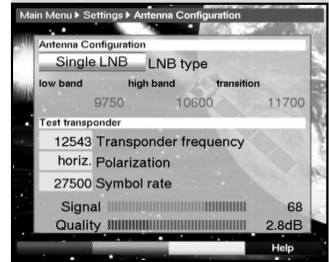 Main Menu ▶ Settings ▶ Antenna Configuration
Antenna Configuration
Single LNB LNB type
low band high band transition
9750 10600 11700
Test transponder
12543 Transponder frequency
horiz. Polarization
27500 Symbol rate
Signal 68
Quality 2.8dB
Help